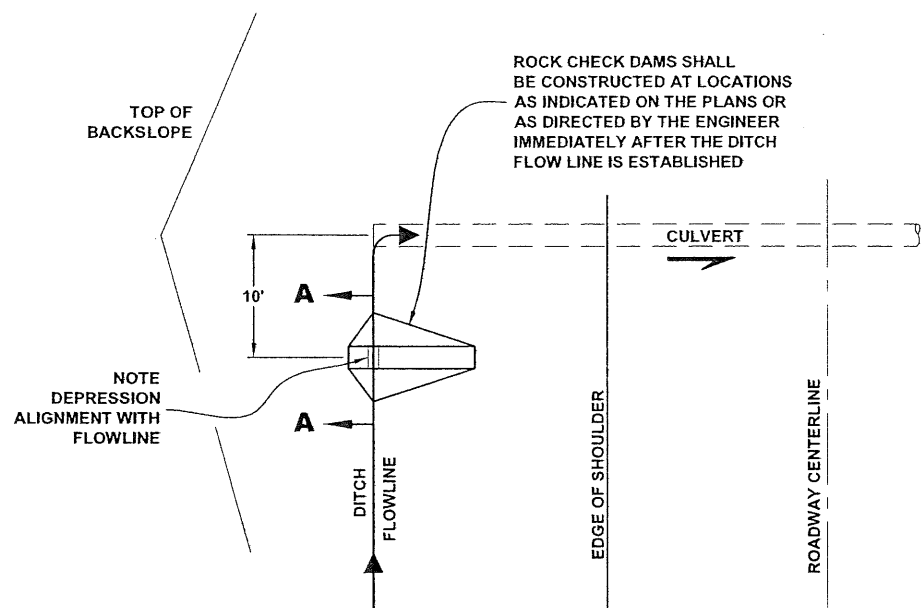 ROCK CHECK DAMS SHALL
BE CONSTRUCTED AT LOCATIONS
AS INDICATED ON THE PLANS OR
AS DIRECTED BY THE ENGINEER
IMMEDIATELY AFTER THE DITCH
FLOW LINE IS ESTABLISHED
TOP OF
BACKSLOPE
CULVERT
10'
A
NOTE
DEPRESSION
ALIGNMENT WITH
FLOWLINE
A
DITCH
FLOWLINE
EDGE OF SHOULDER
ROADWAY CENTERLINE